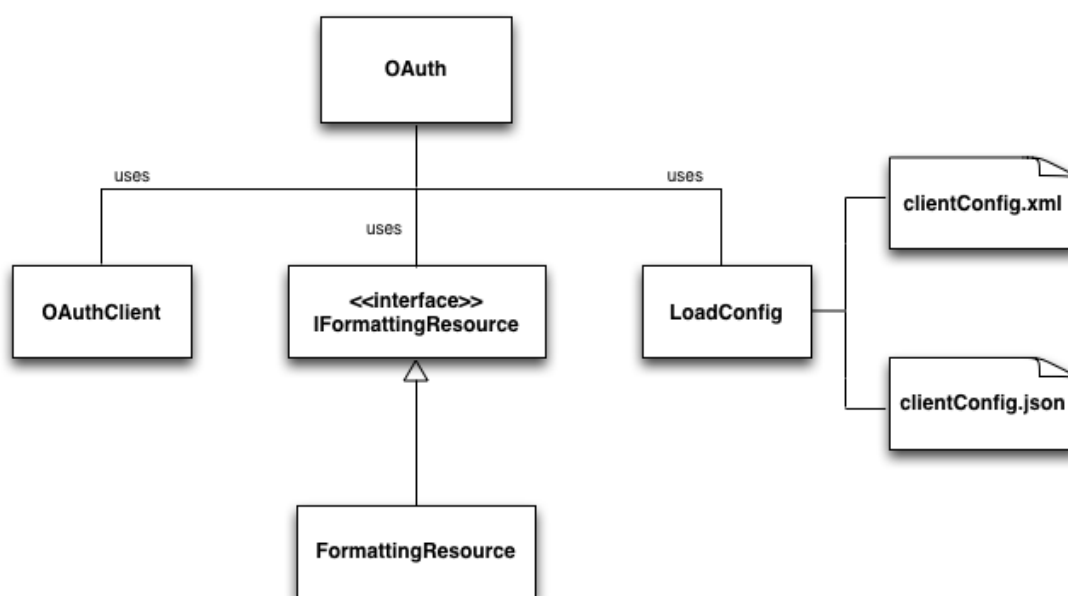 OAuth
uses
uses
uses
clientConfig.xml
OAuthClient
<<interface>>
IFormattingResource
LoadConfig
clientConfig.json
FormattingResource